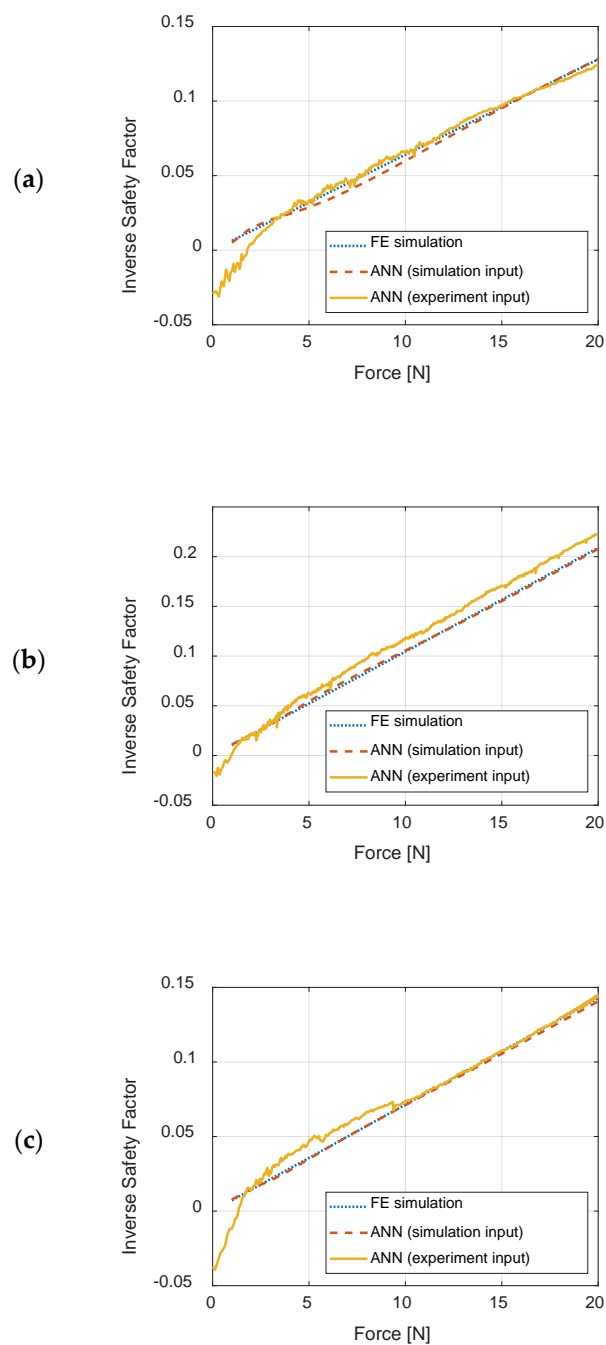 (a)
Inverse Safety Factor
0.15
0.1
0.05
0
-0.05
FE simulation
ANN (simulation input)
ANN (experiment input)
0 5 10 15 20
Force [N]
(b)
Inverse Safety Factor
0.2
0.15
0.1
0.05
0
-0.05
FE simulation
ANN (simulation input)
ANN (experiment input)
0 5 10 15 20
Force [N]
(c)
Inverse Safety Factor
0.15
0.1
0.05
0
-0.05
FE simulation
ANN (simulation input)
ANN (experiment input)
0 5 10 15 20
Force [N]